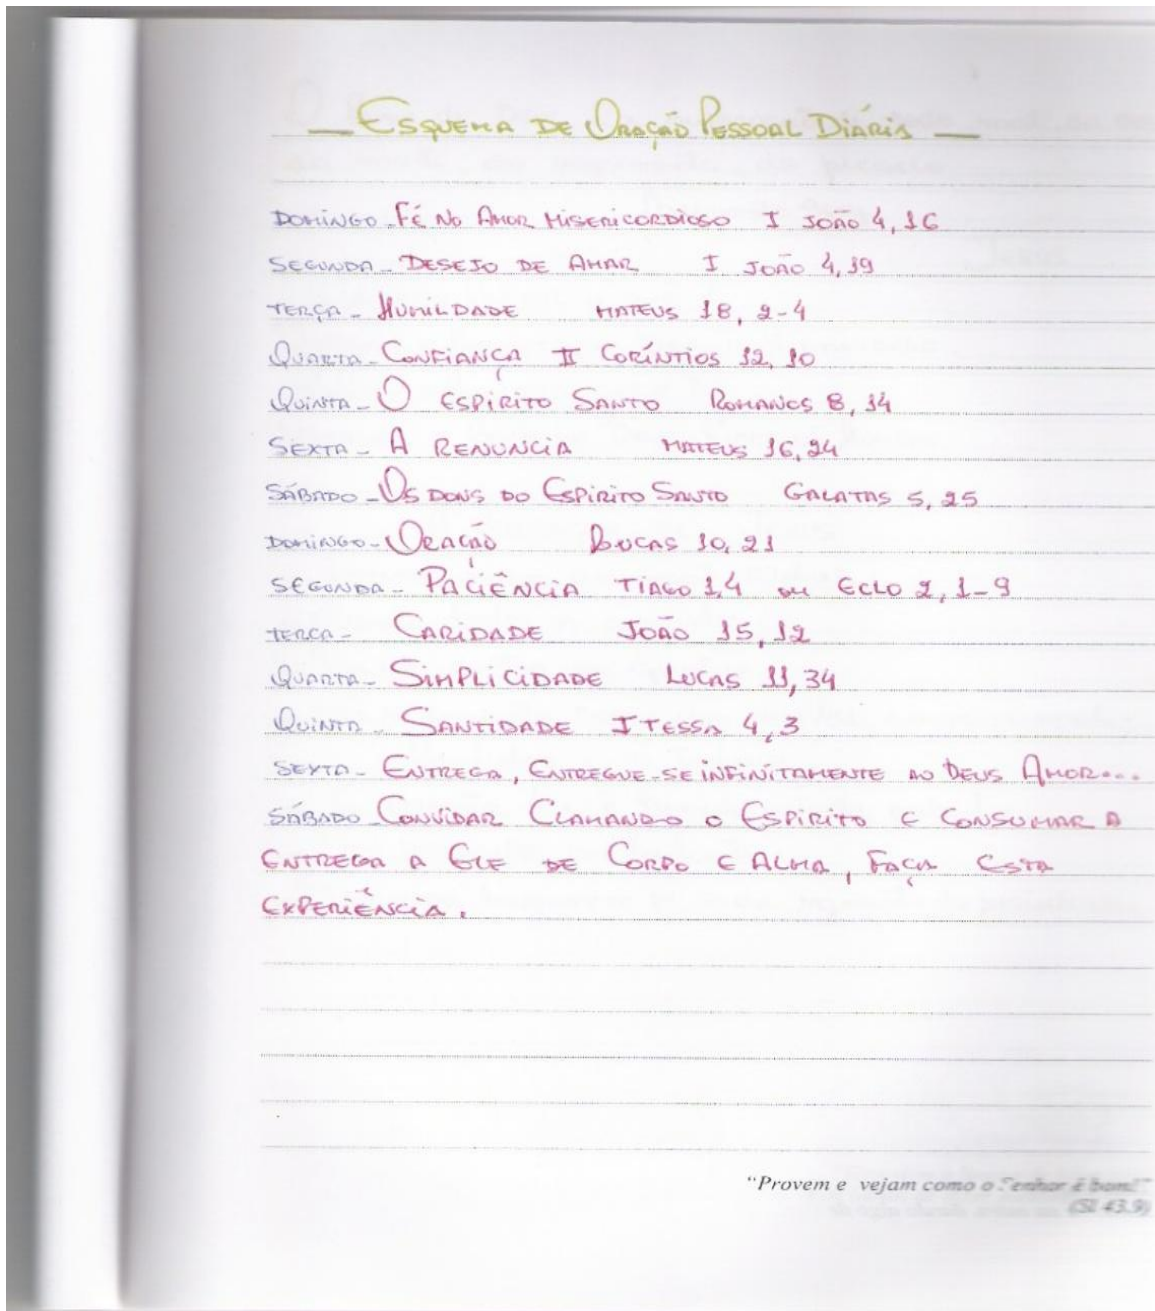 — Esquema de Oração Pessoal Diária —
Domingo Fé no Amor Misericordioso I João 4,16
Segunda - Desejo de Amar I João 4,19
Terça - Humildade Mateus 18, 2-4
Quarta - Confiança II Coríntios 12, 10
Quinta - O Espírito Santo Romanos 8, 14
Sexta - A Renuncia Mateus 16,24
Sábado - Os Dons do Espirito Santo Galatas 5, 25
Domingo - Oração Lucas 10, 21
Segunda - Paciência Tiago 1,4 ou Eclo 2, 1-9
Terça - Caridade João 15, 12
Quarta - Simplicidade Lucas 11, 34
Quinta - Santidade I Tessa 4,3
Sexta - Entrega, Entregue-se infinitamente ao Deus Amor...
Sábado Convidar Clamando o Espirito e consumar a
Entrega a Ele de Corpo e Alma, Faça esta
Experiência.
"Provem e vejam como o Senhor é bom!"
(Sl 43.9)